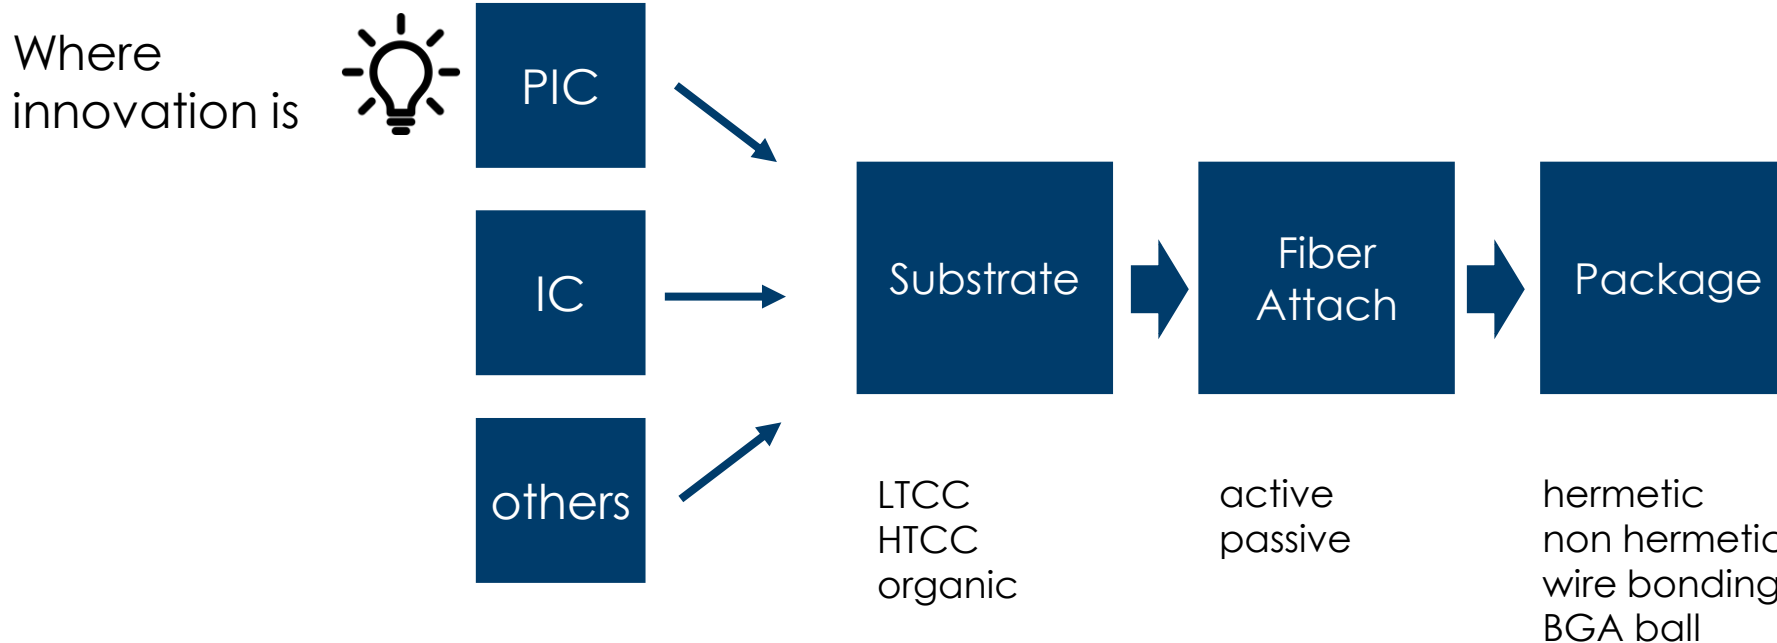 Where
innovation is
PIC
IC
others
Substrate
Fiber
Attach
Package
LTCC
HTCC
organic
active
passive
hermetic
non hermetic
wire bonding
BGA ball